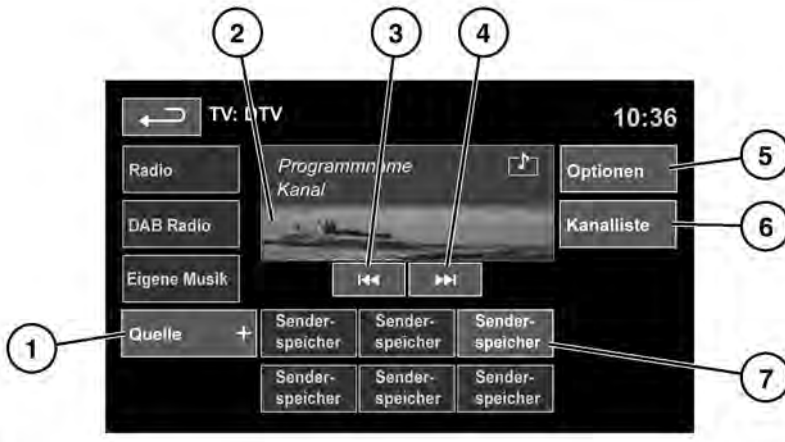 2
3
4
TV: DTV
10:36
Radio
Programmname
Kanal
Optionen
5
DAB Radio
Kanalliste
6
Eigene Musik
1
Quelle +
Sender-
speicher
Sender-
speicher
Sender-
speicher
7
Sender-
speicher
Sender-
speicher
Sender-
speicher